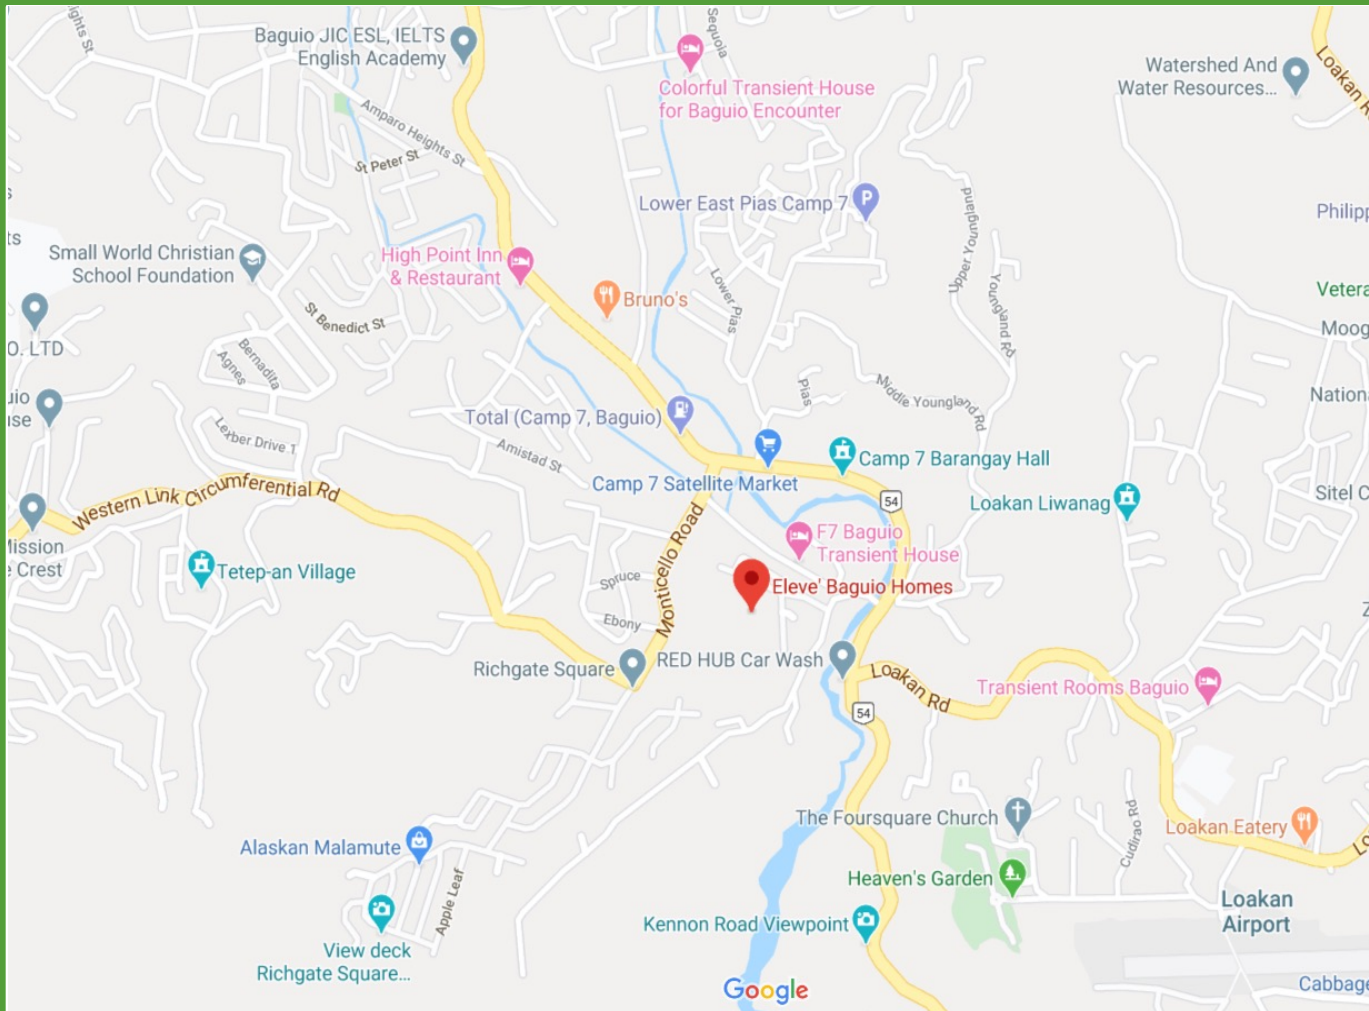 Baguio JIC ESL, IELTS
English Academy
Amparo Heights St
St Peter St
Sequoia
Colorful Transient House
for Baguio Encounter
Watershed And
Water Resources...
Lower East Pias Camp 7
P
Small World Christian
School Foundation
High Point Inn
& Restaurant
Bruno's
Upper Youngland
Youngland Rd
Lower Pias
O. LTD
St Benedict St
Bernadita
Agnes
Pias
Middle Youngland Rd
Lexber Drive 1
Total (Camp 7, Baguio)
Amistad St
Camp 7 Barangay Hall
Camp 7 Satellite Market
54
Western Link Circumferential Rd
Loakan Liwanag
Mission
Crest
Tetep-an Village
Monticello Road
F7 Baguio
Transient House
Eleve' Baguio Homes
Spruce
Ebony
Richgate Square
RED HUB Car Wash
Loakan Rd
Transient Rooms Baguio
54
The Foursquare Church
Cudirao Rd
Loakan Eatery
Alaskan Malamute
Apple Leaf
Heaven's Garden
Loakan
Airport
Kennon Road Viewpoint
View deck
Richgate Square...
Google